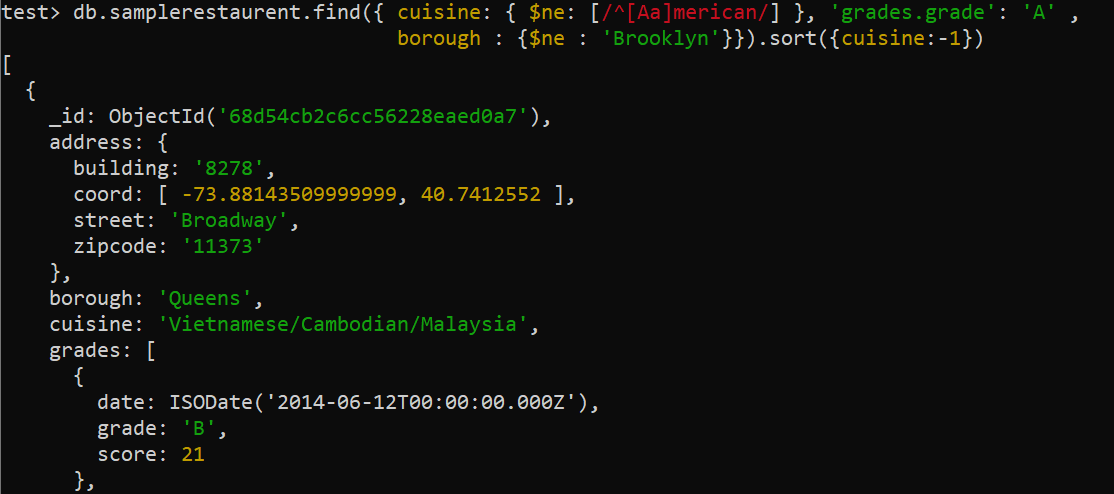 test> db.samplerestaurent.find({ cuisine: { $ne: [/^[Aa]merican/] }, 'grades.grade': 'A' ,
borough : {$ne : 'Brooklyn'}}).sort({cuisine:-1})
[
{
_id: ObjectId('68d54cb2c6cc56228eaed0a7'),
address: {
building: '8278',
coord: [ -73.88143509999999, 40.7412552 ],
street: 'Broadway',
zipcode: '11373'
},
borough: 'Queens',
cuisine: 'Vietnamese/Cambodian/Malaysia',
grades: [
{
date: ISODate('2014-06-12T00:00:00.000Z'),
grade: 'B',
score: 21
},